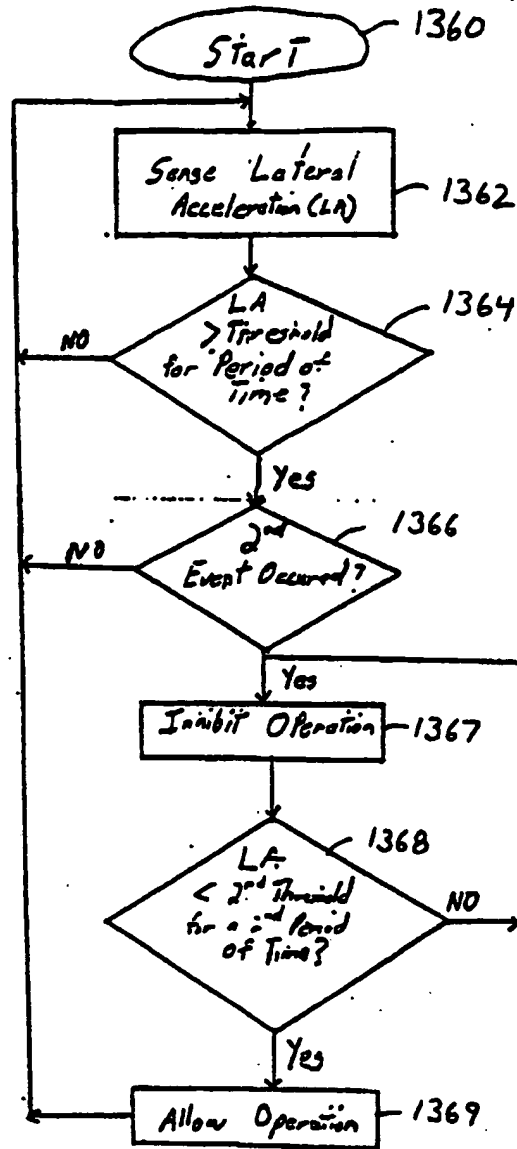 Start
1360
Sense Lateral
Acceleration (LA)
1362
LA
> Threshold
for Period of
Time?
1364
NO
Yes
2nd
Event Occured?
1366
NO
Yes
Inhibit Operation
1367
LA
< 2nd Threshold
for a 2nd Period
of Time?
1368
NO
Yes
Allow Operation
1369